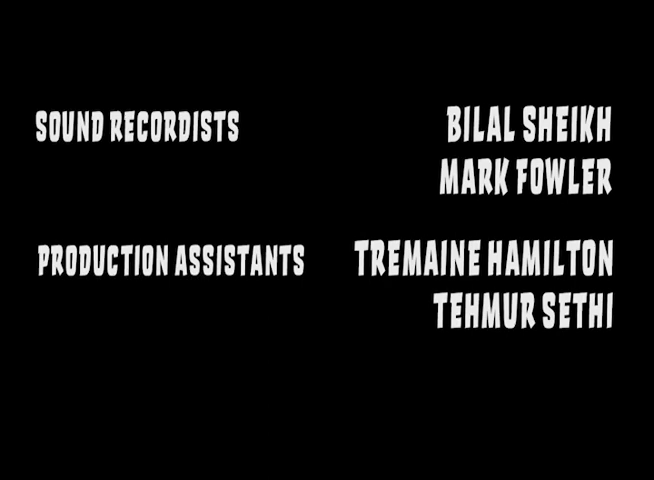 SOUND RECORDISTS BILAL SHEIKH
MARK FOWLER
PRODUCTION ASSISTANTS TREMAINE HAMILTON
TEHMUR SETHI